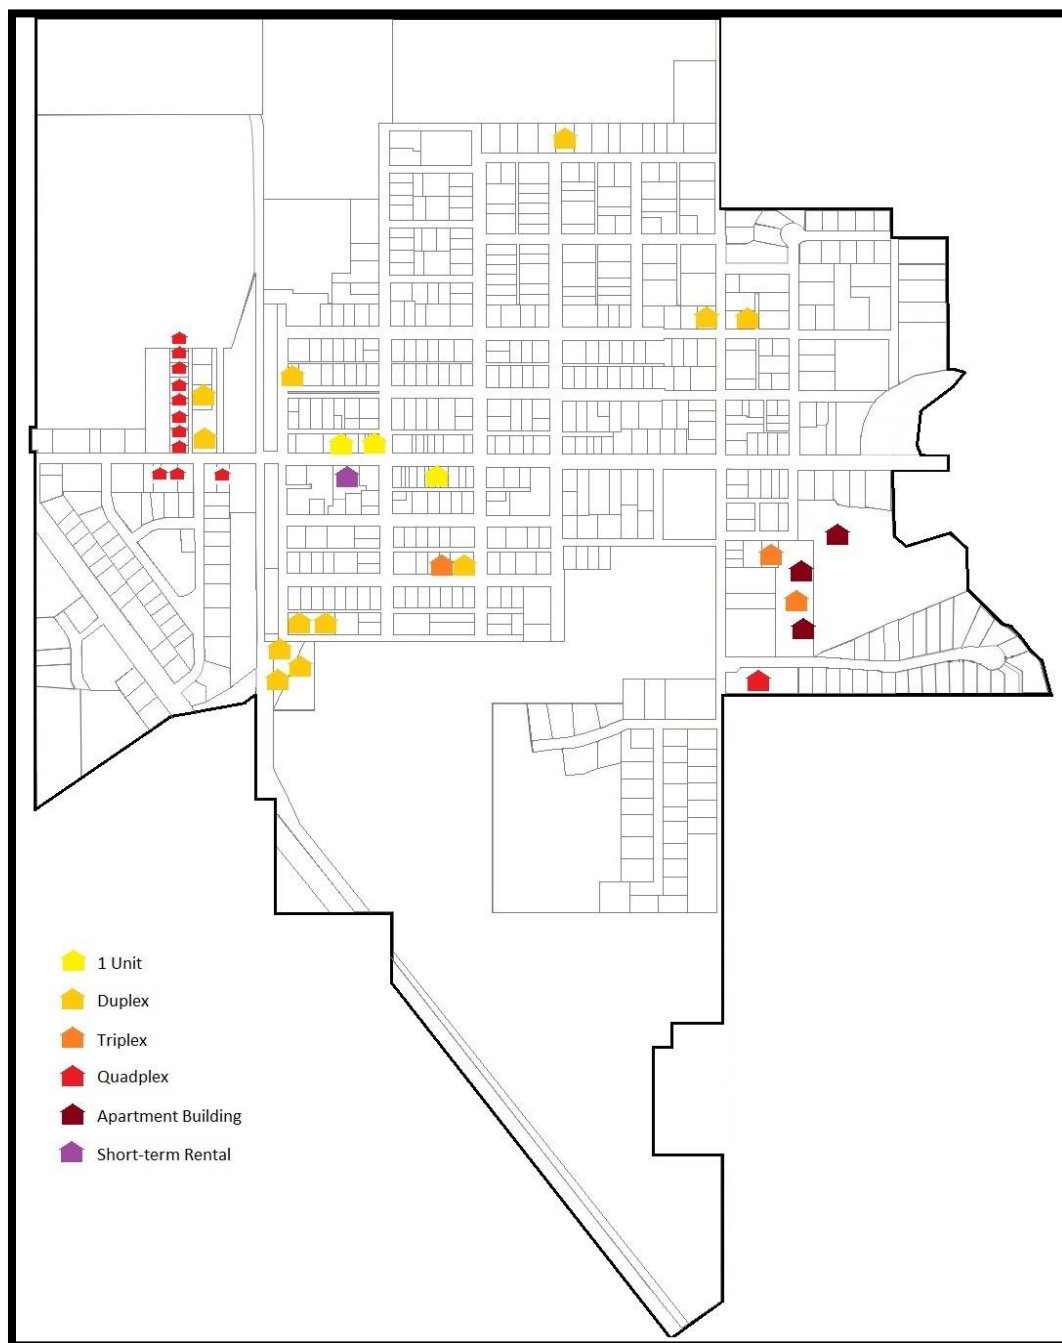 1 Unit
Duplex
Triplex
Quadplex
Apartment Building
Short-term Rental